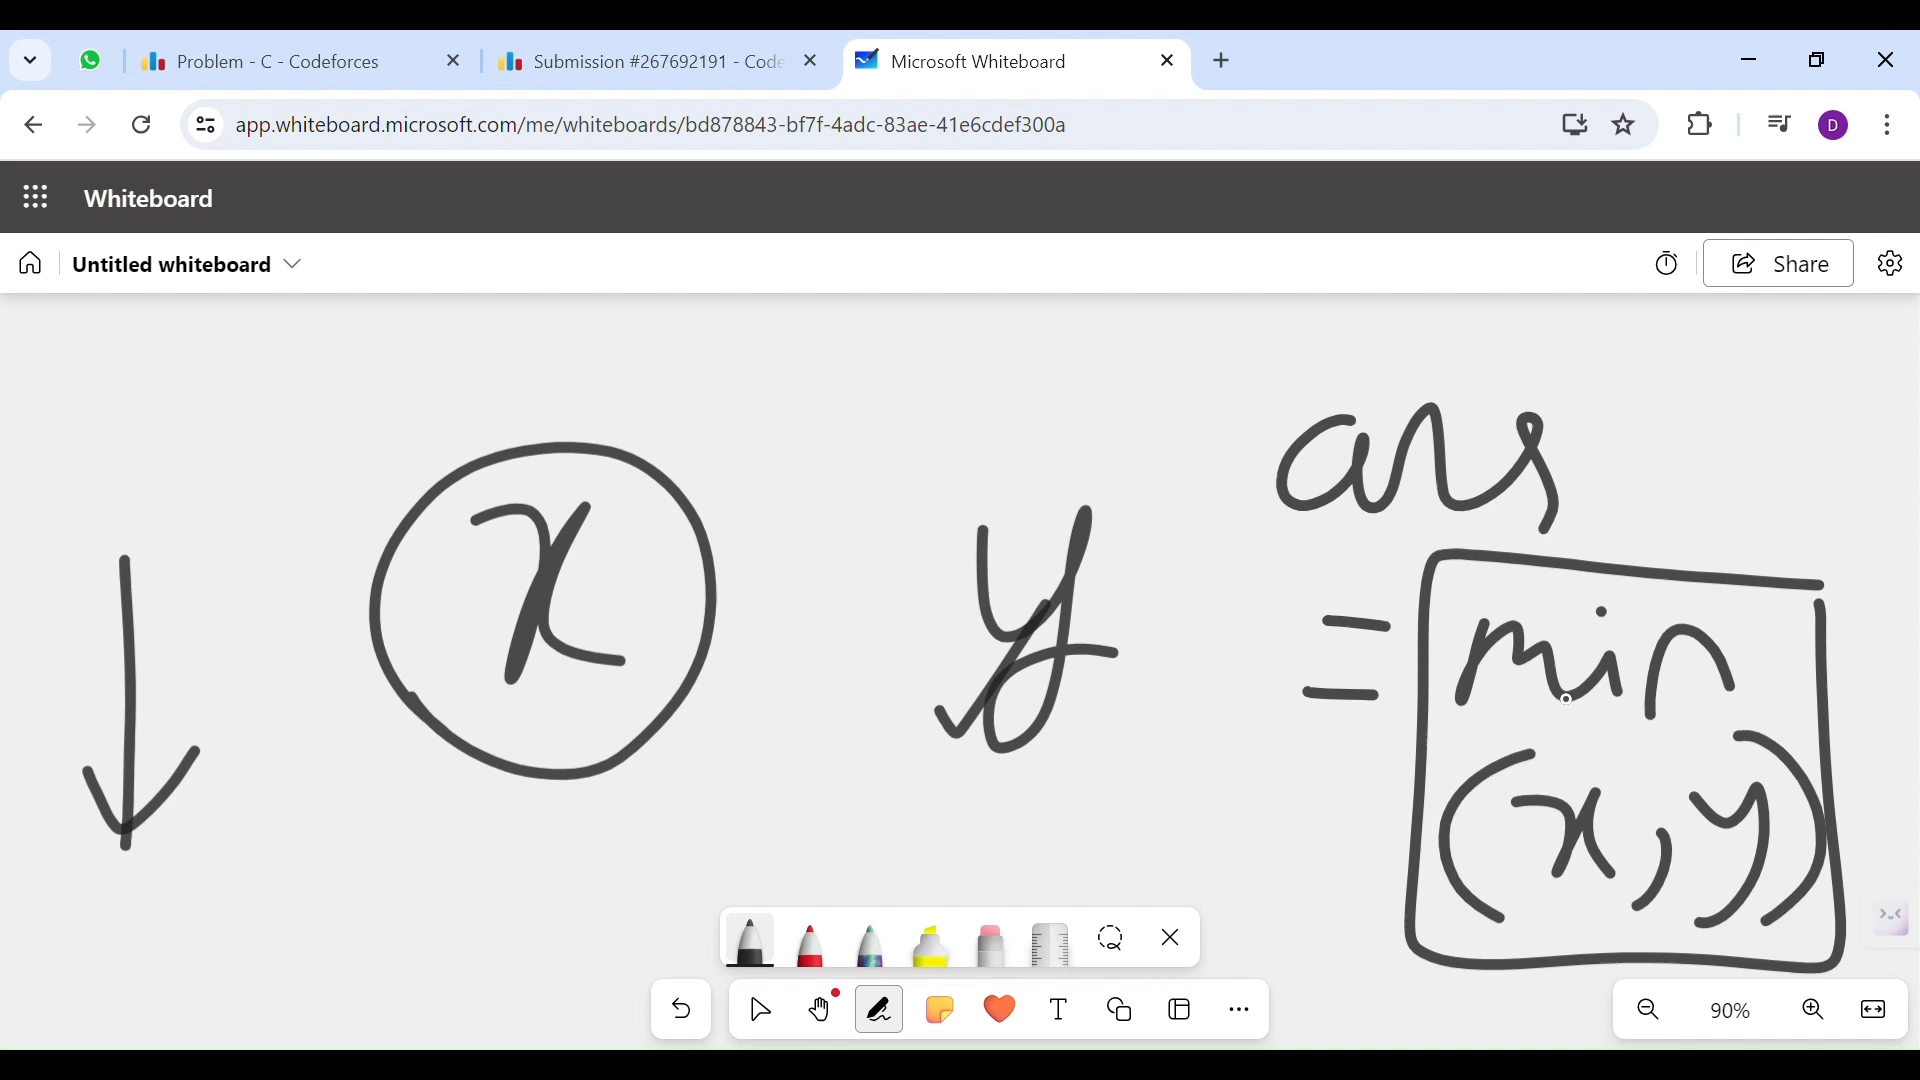 Problem - C - Codeforces
Submission #267692191 - Code
Microsoft Whiteboard
app.whiteboard.microsoft.com/me/whiteboards/bd878843-bf7f-4adc-83ae-41e6cdef300a
D
Whiteboard
Untitled whiteboard
Share
ans
x y = min
(x, y)
T
90%